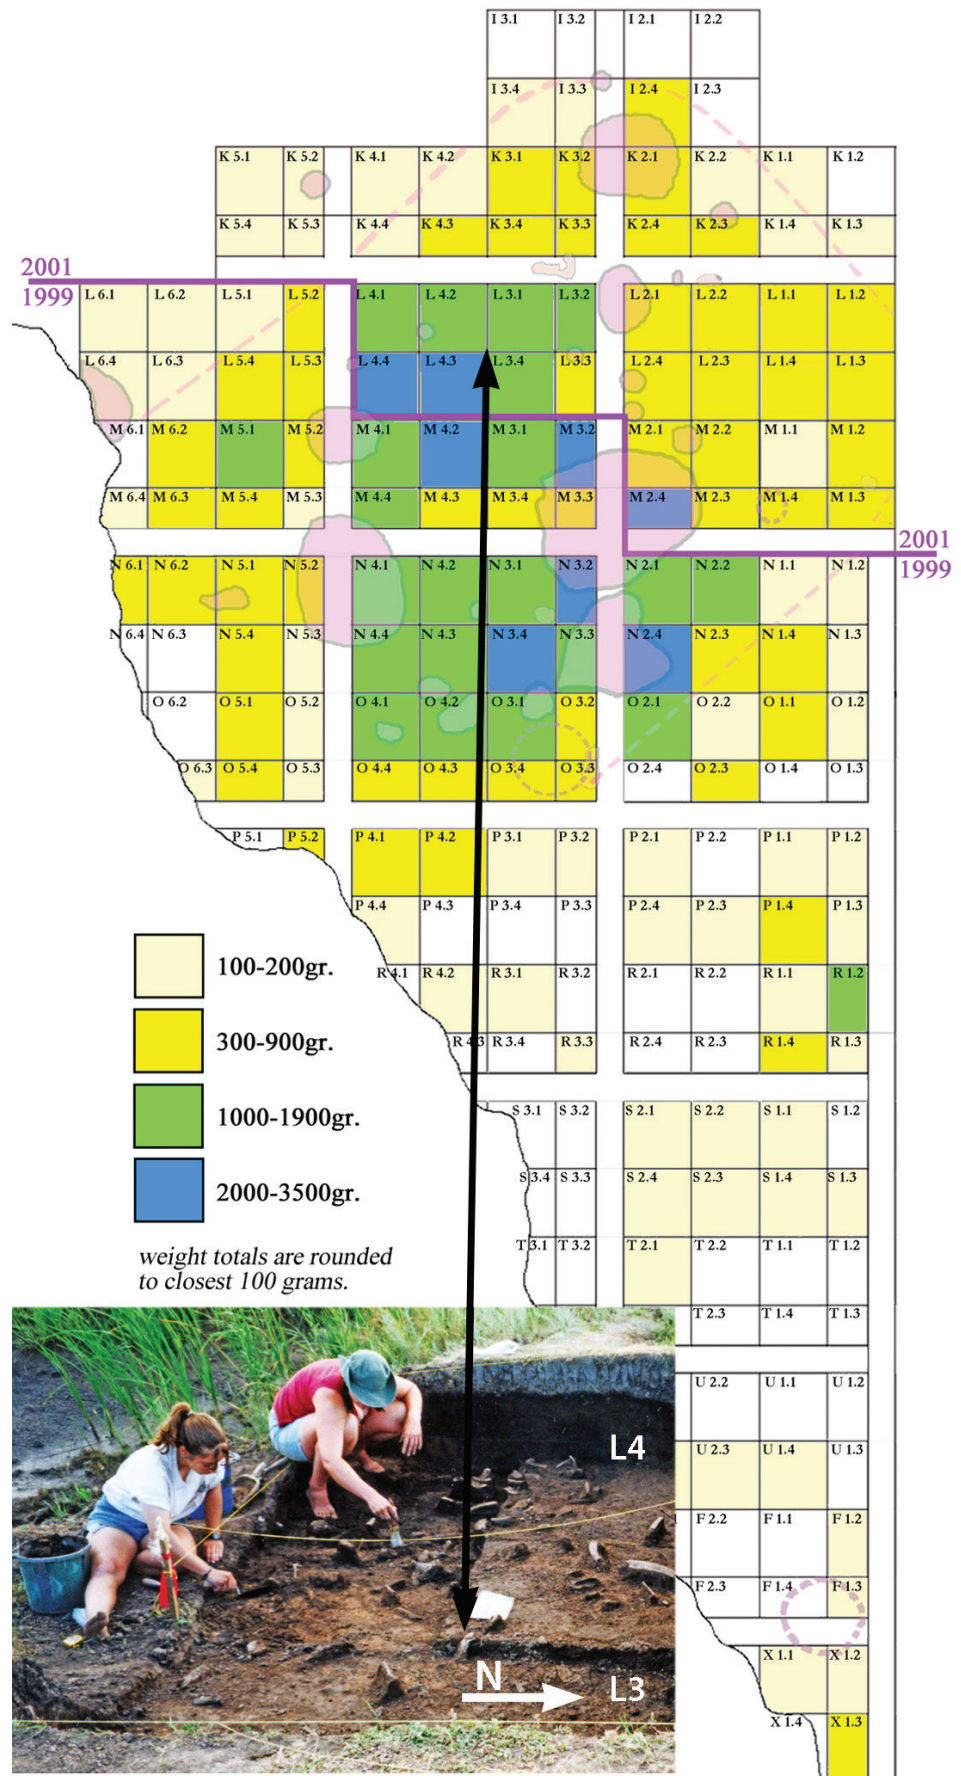 I 3.1 I 3.2 I 2.1 I 2.2
I 3.4 I 3.3 I 2.4 I 2.3
K 5.1 K 5.2 K 4.1 K 4.2 K 3.1 K 3.2 K 2.1 K 2.2 K 1.1 K 1.2
K 5.4 K 5.3 K 4.4 K 4.3 K 3.4 K 3.3 K 2.4 K 2.3 K 1.4 K 1.3
2001
1999
L 6.1 L 6.2 L 5.1 L 5.2 L 4.1 L 4.2 L 3.1 L 3.2 L 2.1 L 2.2 L 1.1 L 1.2
L 6.4 L 6.3 L 5.4 L 5.3 L 4.4 L 4.3 L 3.4 L 3.3 L 2.4 L 2.3 L 1.4 L 1.3
M 6.1 M 6.2 M 5.1 M 5.2 M 4.1 M 4.2 M 3.1 M 3.2 M 2.1 M 2.2 M 1.1 M 1.2
M 6.4 M 6.3 M 5.4 M 5.3 M 4.4 M 4.3 M 3.4 M 3.3 M 2.4 M 2.3 M 1.4 M 1.3
2001
1999
N 6.1 N 6.2 N 5.1 N 5.2 N 4.1 N 4.2 N 3.1 N 3.2 N 2.1 N 2.2 N 1.1 N 1.2
N 6.4 N 6.3 N 5.4 N 5.3 N 4.4 N 4.3 N 3.4 N 3.3 N 2.4 N 2.3 N 1.4 N 1.3
O 6.2 O 5.1 O 5.2 O 4.1 O 4.2 O 3.1 O 3.2 O 2.1 O 2.2 O 1.1 O 1.2
O 6.3 O 5.4 O 5.3 O 4.4 O 4.3 O 3.4 O 3.3 O 2.4 O 2.3 O 1.4 O 1.3
P 5.1 P 5.2 P 4.1 P 4.2 P 3.1 P 3.2 P 2.1 P 2.2 P 1.1 P 1.2
P 4.4 P 4.3 P 3.4 P 3.3 P 2.4 P 2.3 P 1.4 P 1.3
R 4.1 R 4.2 R 3.1 R 3.2 R 2.1 R 2.2 R 1.1 R 1.2
R 4.3 R 3.4 R 3.3 R 2.4 R 2.3 R 1.4 R 1.3
S 3.1 S 3.2 S 2.1 S 2.2 S 1.1 S 1.2
S 3.4 S 3.3 S 2.4 S 2.3 S 1.4 S 1.3
T 3.1 T 3.2 T 2.1 T 2.2 T 1.1 T 1.2
T 2.3 T 1.4 T 1.3
U 2.2 U 1.1 U 1.2
U 2.3 U 1.4 U 1.3
F 2.2 F 1.1 F 1.2
F 2.3 F 1.4 F 1.3
X 1.1 X 1.2
X 1.4 X 1.3
100-200gr.
300-900gr.
1000-1900gr.
2000-3500gr.
weight totals are rounded
to closest 100 grams.
L4
N
L3